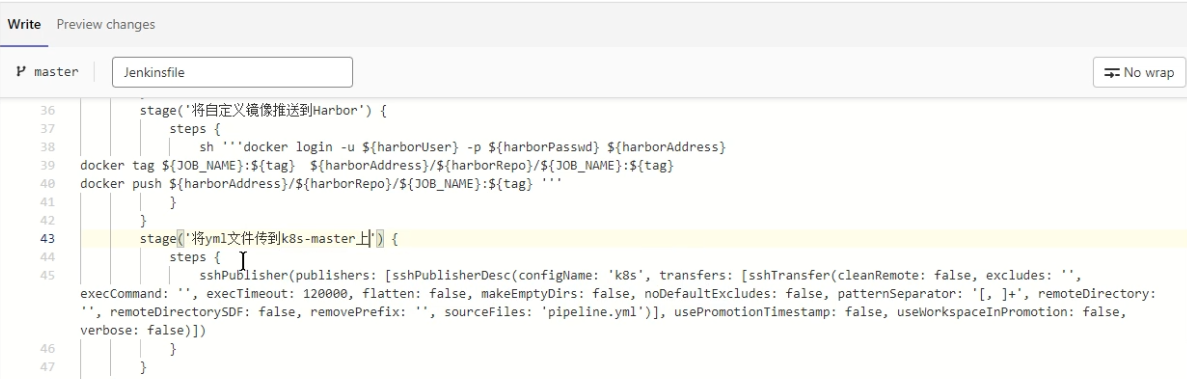 Write Preview changes
master Jenkinsfile No wrap
36 stage('将自定义镜像推送到Harbor') {
37 steps {
38 sh '''docker login -u ${harborUser} -p ${harborPasswd} ${harborAddress}
39 docker tag ${JOB_NAME}:${tag}  ${harborAddress}/${harborRepo}/${JOB_NAME}:${tag}
40 docker push ${harborAddress}/${harborRepo}/${JOB_NAME}:${tag} '''
41 }
42 }
43 stage('将yml文件传到k8s-master上') {
44 steps {
45 sshPublisher(publishers: [sshPublisherDesc(configName: 'k8s', transfers: [sshTransfer(cleanRemote: false, excludes: '',
execCommand: '', execTimeout: 120000, flatten: false, makeEmptyDirs: false, noDefaultExcludes: false, patternSeparator: '[, ]+', remoteDirectory:
'', remoteDirectorySDF: false, removePrefix: '', sourceFiles: 'pipeline.yml')], usePromotionTimestamp: false, useWorkspaceInPromotion: false,
verbose: false)])
46 }
47 }